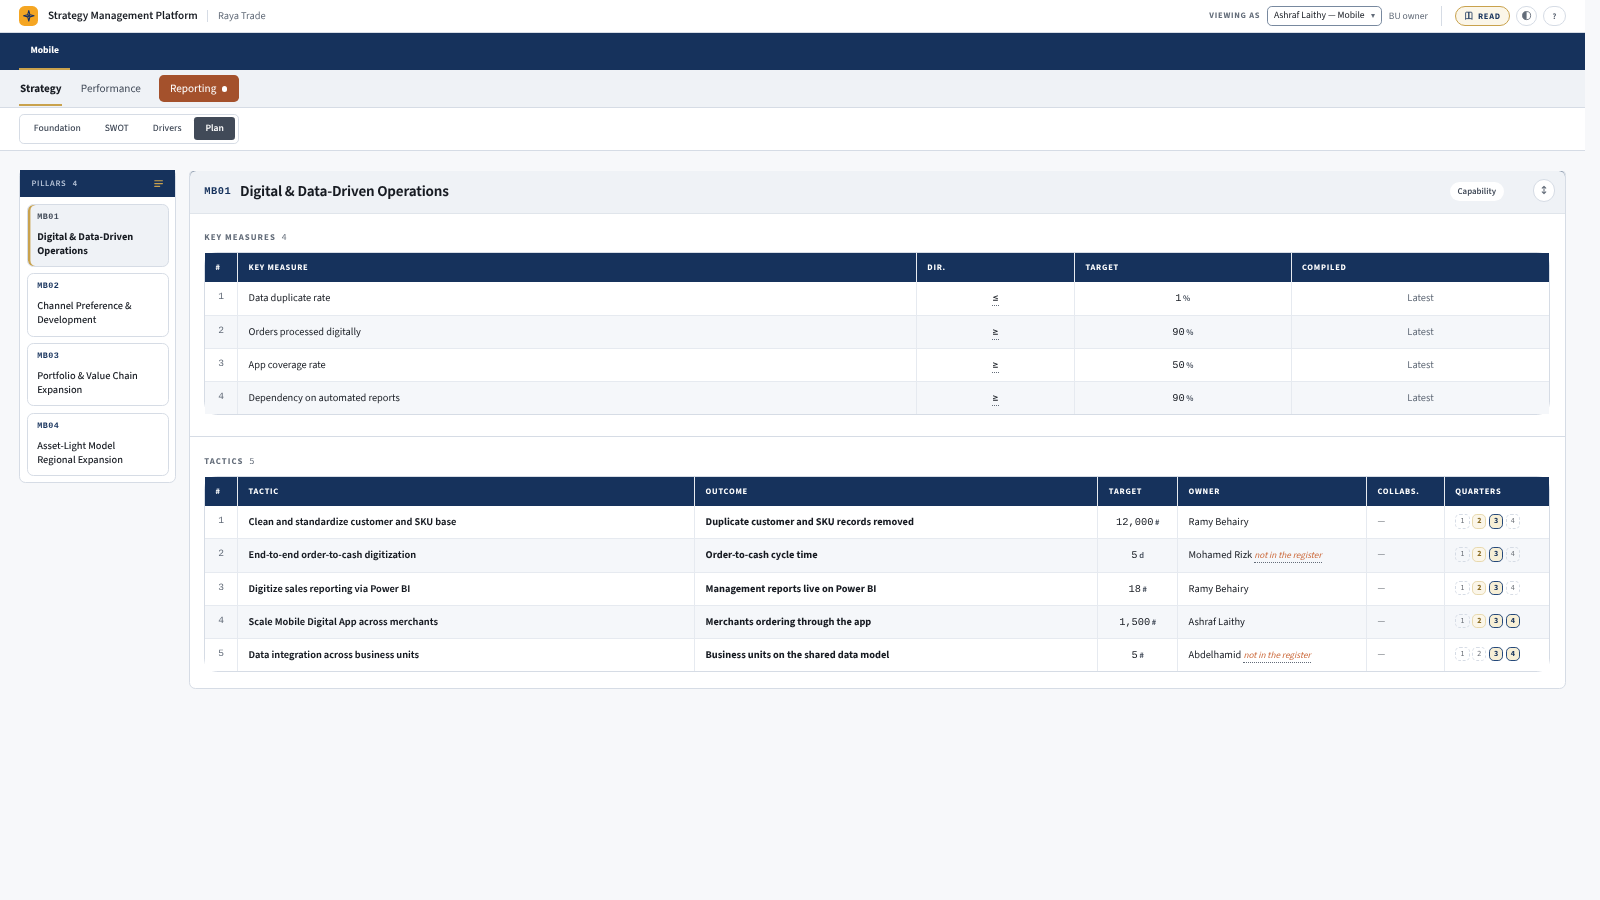 Strategy Management Platform Raya Trade VIEWING AS Ashraf Laithy — Mobile ▾ BU owner READ ?
Mobile
Strategy Performance Reporting
Foundation SWOT Drivers Plan
PILLARS 4
MB01
Digital & Data-Driven
Operations
MB02
Channel Preference &
Development
MB03
Portfolio & Value Chain
Expansion
MB04
Asset-Light Model
Regional Expansion
MB01 Digital & Data-Driven Operations Capability
KEY MEASURES 4
# KEY MEASURE DIR. TARGET COMPILED
1 Data duplicate rate ≤ 1 % Latest
2 Orders processed digitally ≥ 90 % Latest
3 App coverage rate ≥ 50 % Latest
4 Dependency on automated reports ≥ 90 % Latest
TACTICS 5
# TACTIC OUTCOME TARGET OWNER COLLABS. QUARTERS
1 Clean and standardize customer and SKU base Duplicate customer and SKU records removed 12,000 # Ramy Behairy — 1 2 3 4
2 End-to-end order-to-cash digitization Order-to-cash cycle time 5 d Mohamed Rizk not in the register — 1 2 3 4
3 Digitize sales reporting via Power BI Management reports live on Power BI 18 # Ramy Behairy — 1 2 3 4
4 Scale Mobile Digital App across merchants Merchants ordering through the app 1,500 # Ashraf Laithy — 1 2 3 4
5 Data integration across business units Business units on the shared data model 5 # Abdelhamid not in the register — 1 2 3 4